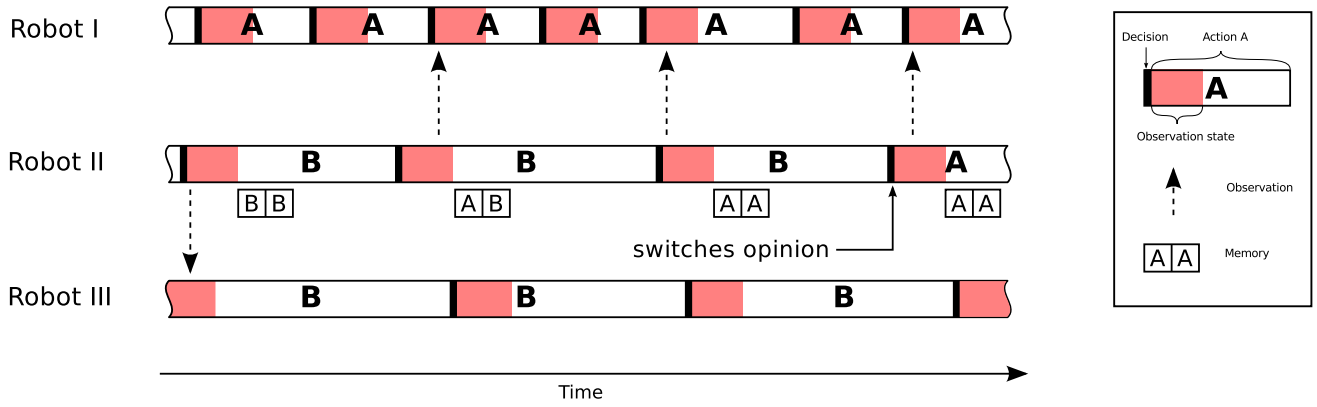 Robot I
A A A A A A A
Robot II
B B B A
B B
A B
A A
A A
switches opinion
Robot III
B B B
Time
Decision
Action A
A
Observation state
Observation
A A
Memory